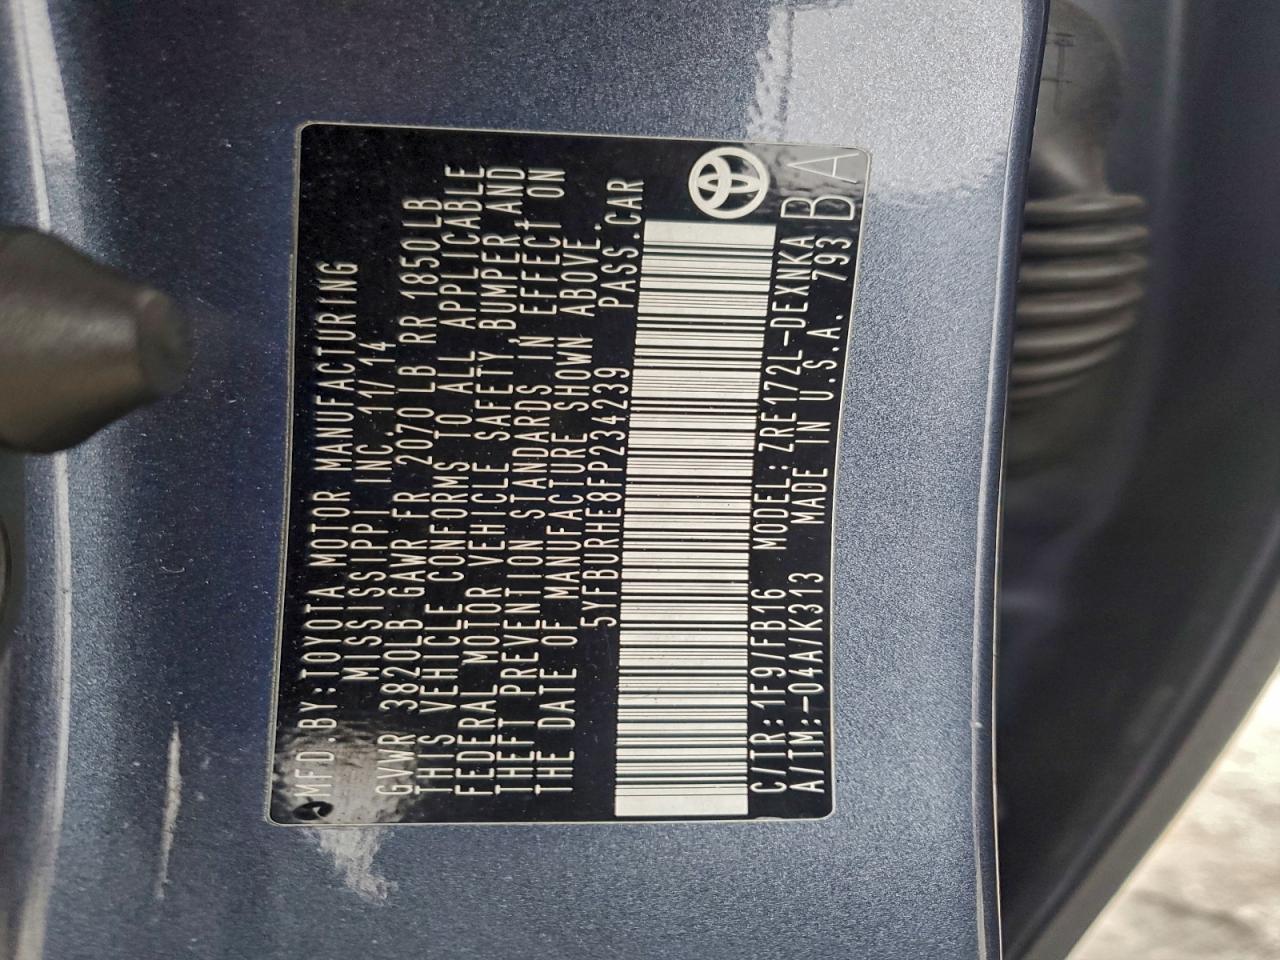 MFD.BY:TOYOTA MOTOR MANUFACTURING
MISSISSIPPI INC. 11/14
GVWR 3820LB GAWR FR 2070LB RR 1850LB
THIS VEHICLE CONFORMS TO ALL APPLICABLE
FEDERAL MOTOR VEHICLE SAFETY,BUMPER AND
THEFT PREVENTION STANDARDS IN EFFECT ON
THE DATE OF MANUFACTURE SHOWN ABOVE.
5YFBURHE8FP234239 PASS.CAR
C/TR:1F9/FB16 MODEL:ZRE172L-DEXNKA B
A/TM:-04A/K313 MADE IN U.S.A. 793 B A